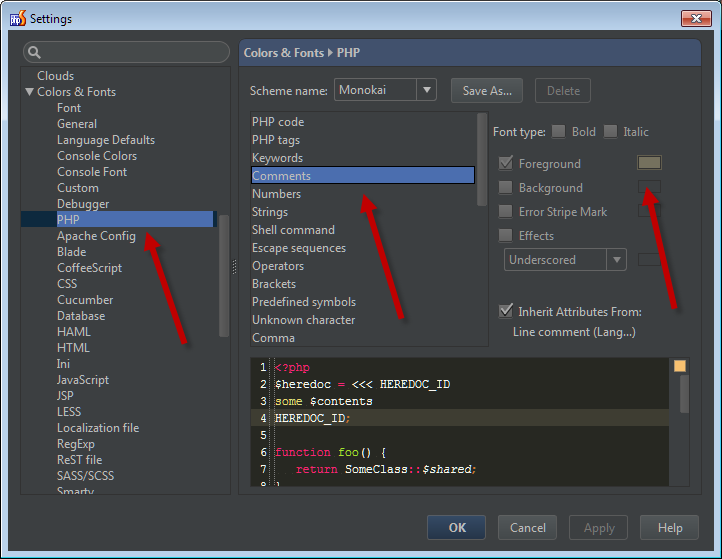 php
Settings
Clouds
Colors & Fonts
Font
General
Language Defaults
Console Colors
Console Font
Custom
Debugger
PHP
Apache Config
Blade
CoffeeScript
CSS
Cucumber
Database
HAML
HTML
Ini
JavaScript
JSP
LESS
Localization file
RegExp
ReST file
SASS/SCSS
Smarty
Colors & Fonts ▸ PHP
Scheme name: Monokai Save As... Delete
PHP code
PHP tags
Keywords
Comments
Numbers
Strings
Shell command
Escape sequences
Operators
Brackets
Predefined symbols
Unknown character
Comma
Font type: Bold Italic
Foreground
Background
Error Stripe Mark
Effects
Underscored
Inherit Attributes From:
Line comment (Lang...)
1 <?php
2 $heredoc = <<< HEREDOC_ID
3 some $contents
4 HEREDOC_ID;
5
6 function foo() {
7 return SomeClass::$shared;
8 }
OK Cancel Apply Help